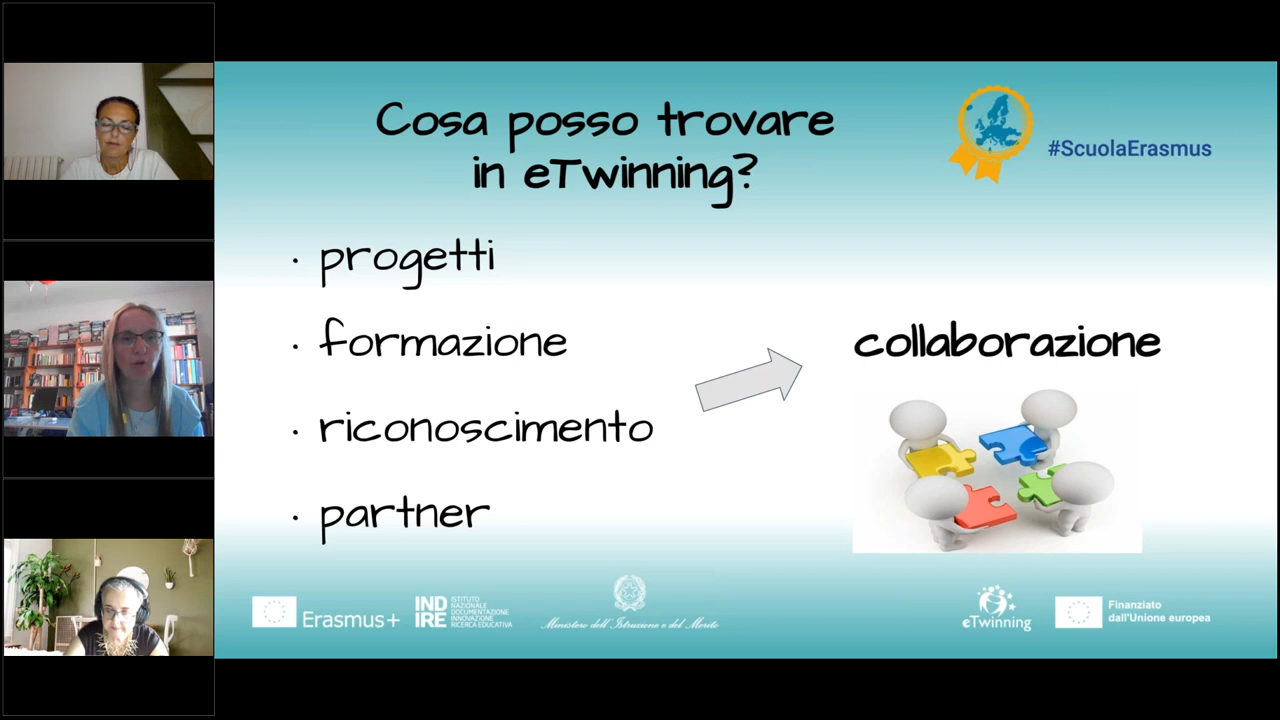 Cosa posso trovare
in eTwinning?
#ScuolaErasmus
· progetti
· formazione
· riconoscimento
· partner
collaborazione
Erasmus+
INDIRE
ISTITUTO
NAZIONALE
DOCUMENTAZIONE
INNOVAZIONE
RICERCA EDUCATIVA
Ministero dell'Istruzione e del Merito
eTwinning
Finanziato
dall'Unione europea